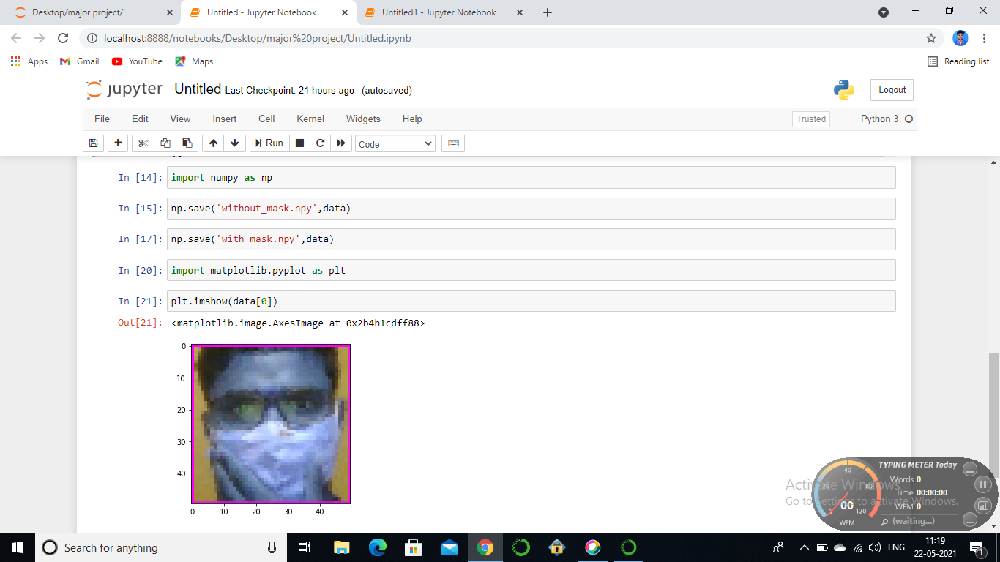 Desktop/major project/
Untitled - Jupyter Notebook
Untitled1 - Jupyter Notebook
localhost:8888/notebooks/Desktop/major%20project/Untitled.ipynb
Apps
Gmail
YouTube
Maps
Reading list
jupyter Untitled Last Checkpoint: 21 hours ago (autosaved)
Logout
File Edit View Insert Cell Kernel Widgets Help
Trusted
Python 3
Run
Code
In [14]: import numpy as np
In [15]: np.save('without_mask.npy',data)
In [17]: np.save('with_mask.npy',data)
In [20]: import matplotlib.pyplot as plt
In [21]: plt.imshow(data[0])
Out[21]: <matplotlib.image.AxesImage at 0x2b4b1cdff88>
0
10
20
30
40
0 10 20 30 40
TYPING METER Today
Words 0
Time 00:00:00
WPM 0
(waiting...)
0 20 40 80 120
00
WPM
Activate Windows
Go to Settings to activate Windows.
Search for anything
ENG
11:19
22-05-2021
1